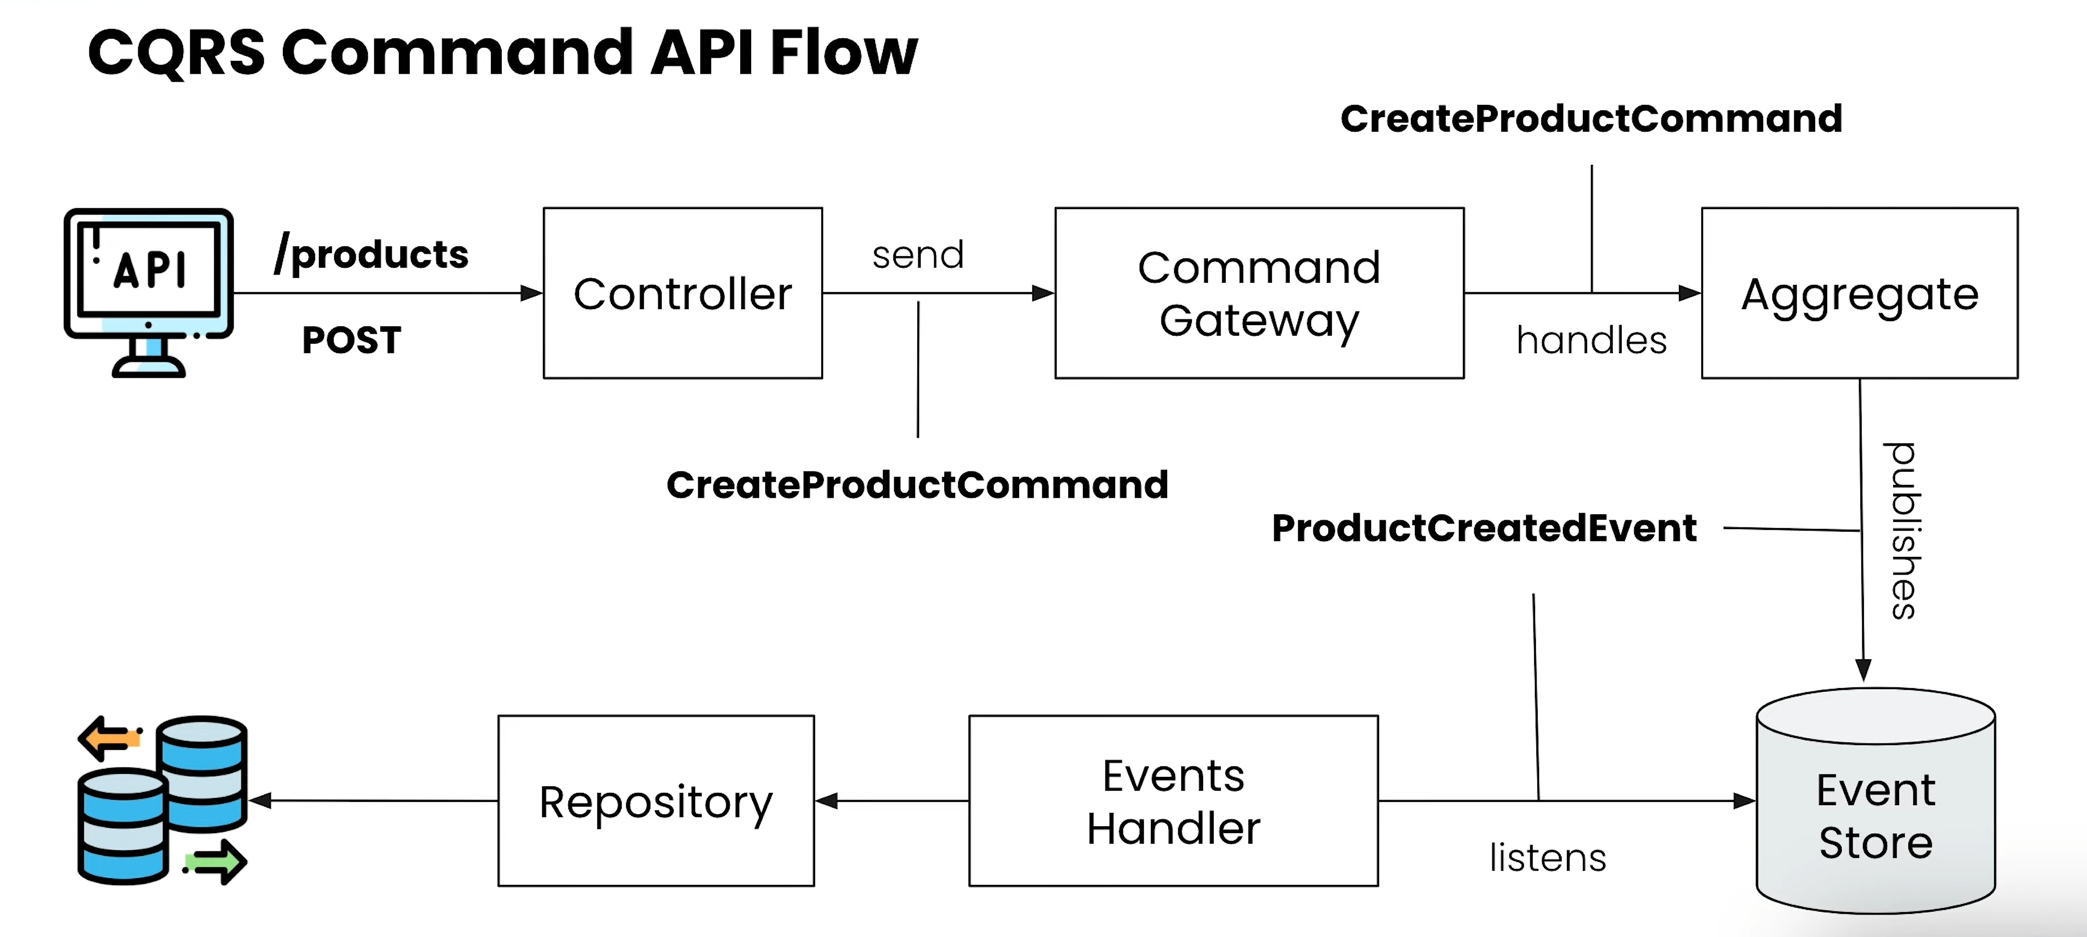 CQRS Command API Flow
CreateProductCommand
API
/products
POST
Controller
send
Command
Gateway
handles
Aggregate
CreateProductCommand
ProductCreatedEvent
publishes
Repository
Events
Handler
listens
Event
Store